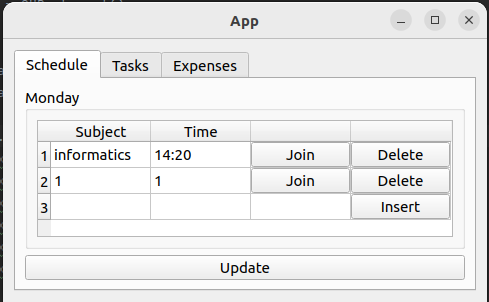 App
Schedule Tasks Expenses
Monday
Subject Time
1 informatics 14:20 Join Delete
2 1 1 Join Delete
3 Insert
Update